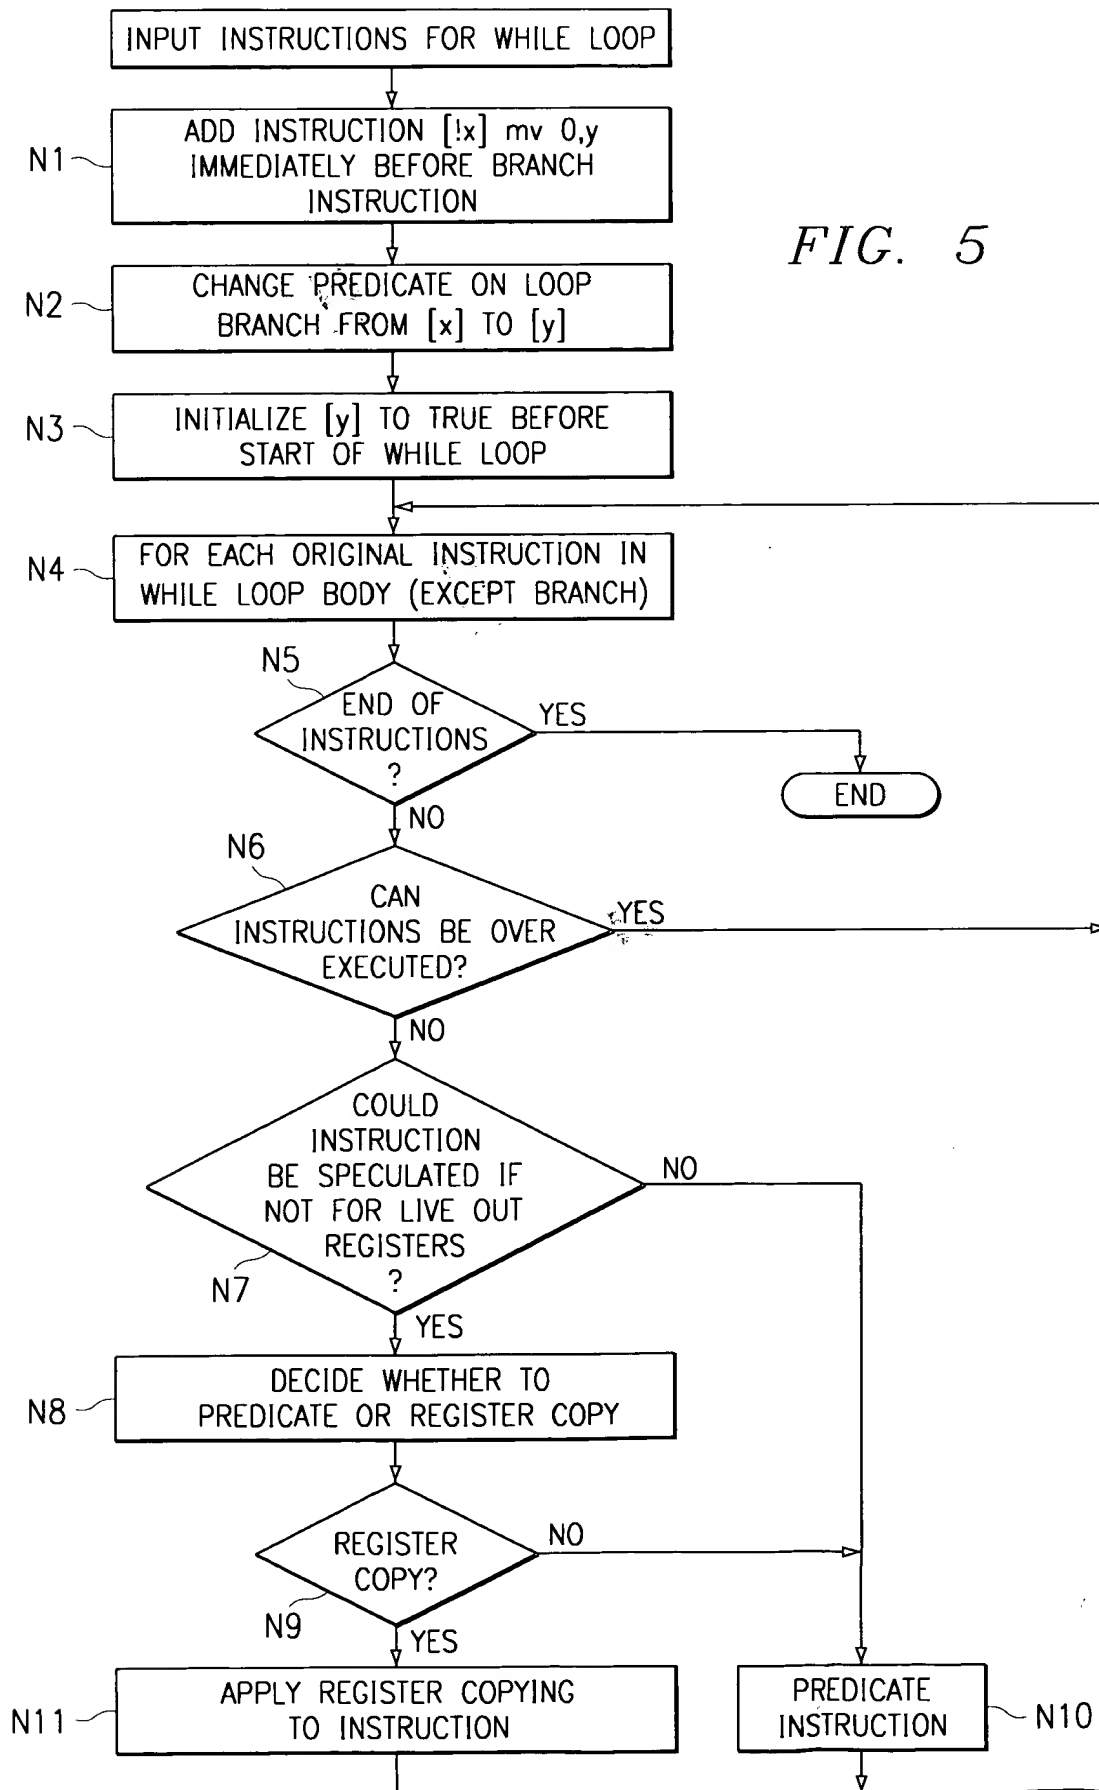 INPUT INSTRUCTIONS FOR WHILE LOOP
N1
ADD INSTRUCTION [!x] mv 0,y
IMMEDIATELY BEFORE BRANCH
INSTRUCTION
FIG. 5
N2
CHANGE PREDICATE ON LOOP
BRANCH FROM [x] TO [y]
N3
INITIALIZE [y] TO TRUE BEFORE
START OF WHILE LOOP
N4
FOR EACH ORIGINAL INSTRUCTION IN
WHILE LOOP BODY (EXCEPT BRANCH)
N5
END OF
INSTRUCTIONS
?
YES
END
NO
N6
CAN
INSTRUCTIONS BE OVER
EXECUTED?
YES
NO
COULD
INSTRUCTION
BE SPECULATED IF
NOT FOR LIVE OUT
REGISTERS
?
NO
N7
YES
N8
DECIDE WHETHER TO
PREDICATE OR REGISTER COPY
REGISTER
COPY?
NO
N9
YES
N11
APPLY REGISTER COPYING
TO INSTRUCTION
PREDICATE
INSTRUCTION
N10